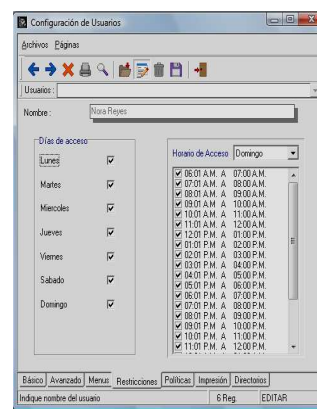 Configuración de Usuarios
Archivos Páginas
Usuarios :
Nombre : Nora Reyes
Días de acceso
Lunes
Martes
Miercoles
Jueves
Viernes
Sabado
Domingo
Horario de Acceso Domingo
06:01 A.M. A 07:00 A.M.
07:01 A.M. A 08:00 A.M.
08:01 A.M. A 09:00 A.M.
09:01 A.M. A 10:00 A.M.
10:01 A.M. A 11:00 A.M.
11:01 A.M. A 12:00 A.M.
12:01 P.M. A 01:00 P.M.
01:01 P.M. A 02:00 P.M.
02:01 P.M. A 03:00 P.M.
03:01 P.M. A 04:00 P.M.
04:01 P.M. A 05:00 P.M.
05:01 P.M. A 06:00 P.M.
06:01 P.M. A 07:00 P.M.
07:01 P.M. A 08:00 P.M.
08:01 P.M. A 09:00 P.M.
09:01 P.M. A 10:00 P.M.
10:01 P.M. A 11:00 P.M.
11:01 P.M. A 12:00 P.M.
Básico Avanzado Menus Restricciones Políticas Impresión Directorios
Indique nombre del usuario 6 Reg. EDITAR